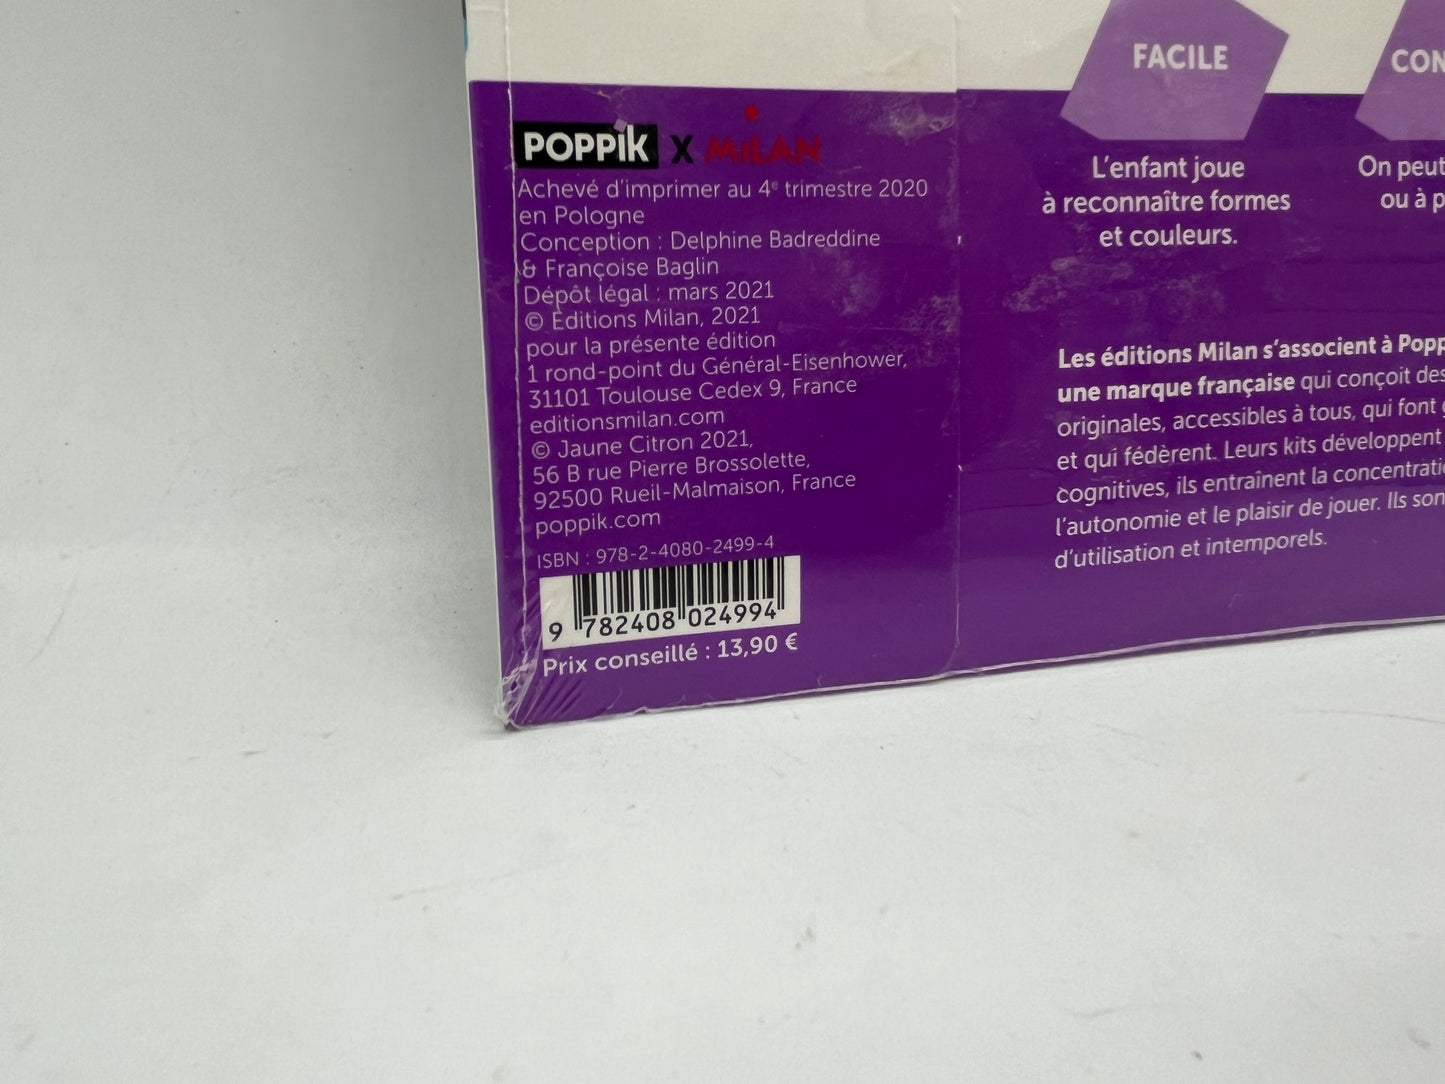 POPPiK X MiLAN
Achevé d'imprimer au 4e trimestre 2020
en Pologne
Conception : Delphine Badreddine
& Françoise Baglin
Dépôt légal : mars 2021
© Éditions Milan, 2021
pour la présente édition
1 rond-point du Général-Eisenhower,
31101 Toulouse Cedex 9, France
editionsmilan.com
© Jaune Citron 2021,
56 B rue Pierre Brossolette,
92500 Rueil-Malmaison, France
poppik.com
ISBN : 978-2-4080-2499-4
9 782408 024994
Prix conseillé : 13,90 €
FACILE
L'enfant joue
à reconnaître formes
et couleurs.
CON
On peut
ou à p
Les éditions Milan s'associent à Popp
une marque française qui conçoit des
originales, accessibles à tous, qui font
et qui fédèrent. Leurs kits développent
cognitives, ils entraînent la concentrati
l'autonomie et le plaisir de jouer. Ils son
d'utilisation et intemporels.